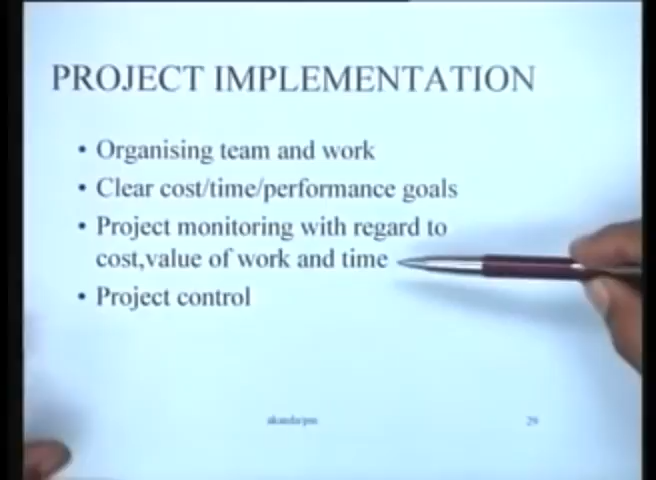 PROJECT IMPLEMENTATION
• Organising team and work
• Clear cost/time/performance goals
• Project monitoring with regard to
cost,value of work and time
• Project control
29